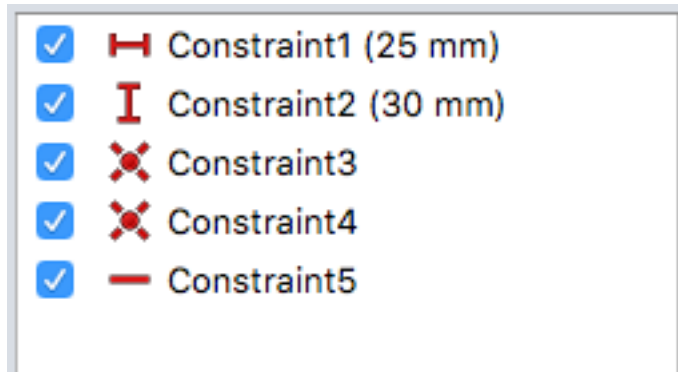 Constraint1 (25 mm)
Constraint2 (30 mm)
Constraint3
Constraint4
Constraint5